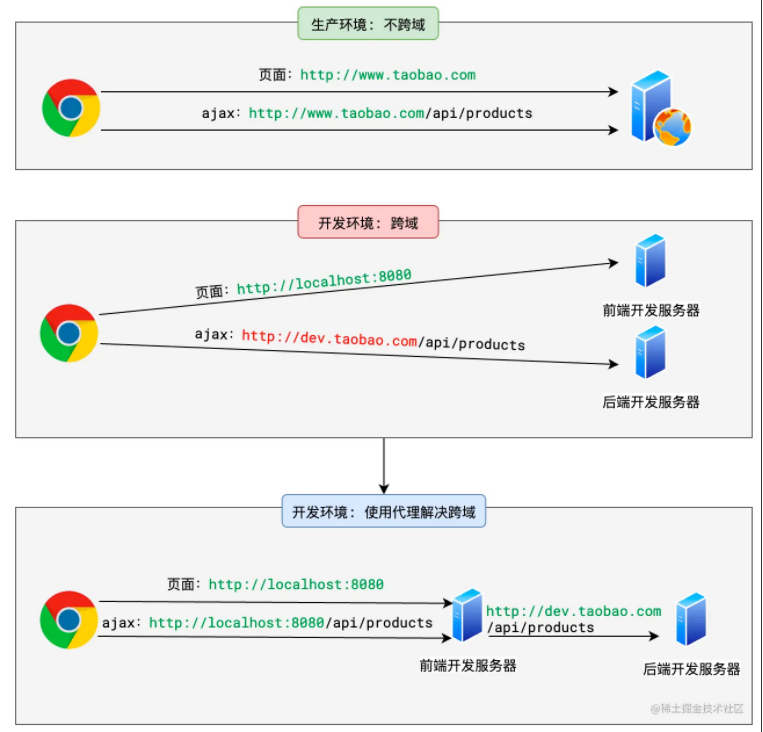 生产环境：不跨域
页面：http://www.taobao.com
ajax：http://www.taobao.com/api/products
开发环境：跨域
页面：http://localhost:8080
前端开发服务器
ajax：http://dev.taobao.com/api/products
后端开发服务器
开发环境：使用代理解决跨域
页面：http://localhost:8080
ajax：http://localhost:8080/api/products
http://dev.taobao.com
/api/products
前端开发服务器
后端开发服务器
@稀土掘金技术社区